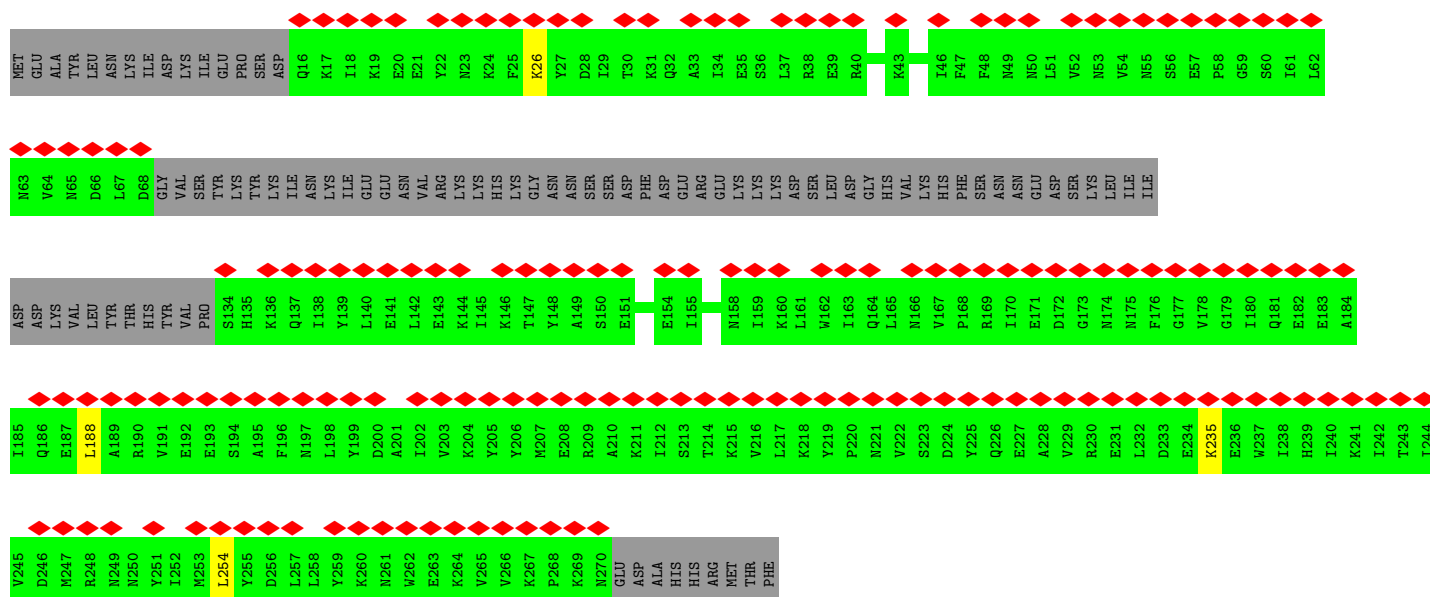 MET GLU ALA TYR LEU ASN LYS ILE ASP LYS ILE GLU PRO SER ASP Q16 K17 I18 K19 E20 E21 Y22 N23 K24 F25 K26 Y27 D28 I29 T30 K31 Q32 A33 I34 E35 S36 L37 R38 E39 R40 K43 I46 F47 F48 N49 N50 L51 V52 N53 V54 N55 S56 E57 P58 G59 S60 I61 L62
N63 V64 N65 D66 L67 D68 GLY VAL SER TYR LYS TYR LYS ILE ASN LYS ILE GLU GLU ASN VAL ARG LYS LYS HIS LYS GLY ASN ASN SER SER ASP PHE ASP GLU ARG GLU LYS LYS LYS ASP SER LEU ASP GLY HIS VAL LYS HIS PHE SER ASN ASN GLU ASP SER LYS LEU ILE ILE
ASP ASP LYS VAL LEU TYR THR HIS TYR VAL PRO S134 H135 K136 Q137 I138 Y139 L140 E141 L142 E143 K144 I145 K146 T147 Y148 A149 S150 E151 E154 I155 N158 I159 K160 L161 W162 I163 Q164 L165 N166 V167 P168 R169 I170 E171 D172 G173 N174 N175 F176 G177 V178 G179 I180 Q181 E182 E183 A184
I185 Q186 E187 L188 A189 R190 V191 E192 E193 S194 A195 F196 N197 L198 Y199 D200 A201 I202 V203 K204 Y205 Y206 M207 E208 R209 A210 K211 I212 S213 T214 K215 V216 L217 K218 Y219 P220 N221 V222 S223 D224 Y225 Q226 E227 A228 V229 R230 E231 L232 D233 E234 K235 E236 W237 I238 H239 I240 K241 I242 T243 I244
V245 D246 M247 R248 N249 N250 Y251 I252 M253 L254 Y255 D256 L257 L258 Y259 K260 N261 W262 E263 K264 V265 V266 K267 P268 K269 N270 GLU ASP ALA HIS HIS ARG MET THR PHE